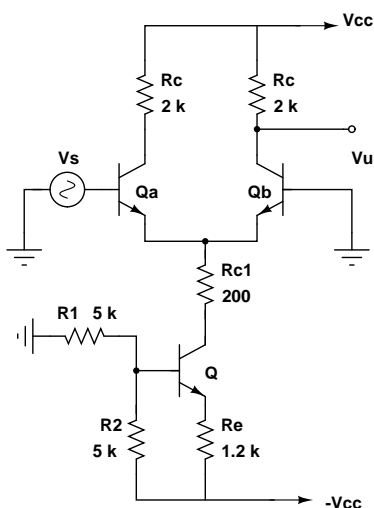 Vcc
Rc
2 k
Rc
2 k
Vs
Vu
Qa
Qb
Rc1
200
R1 5 k
Q
R2
5 k
Re
1.2 k
-Vcc